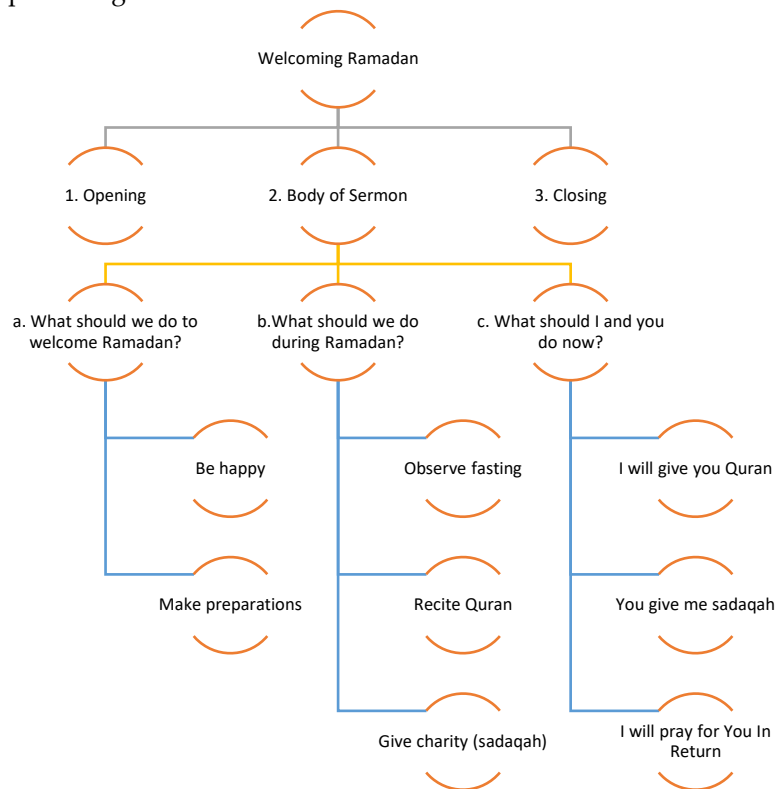 Welcoming Ramadan
1. Opening
2. Body of Sermon
3. Closing
a. What should we do to
welcome Ramadan?
b.What should we do
during Ramadan?
c. What should I and you
do now?
Be happy
Observe fasting
I will give you Quran
Make preparations
Recite Quran
You give me sadaqah
Give charity (sadaqah)
I will pray for You In
Return